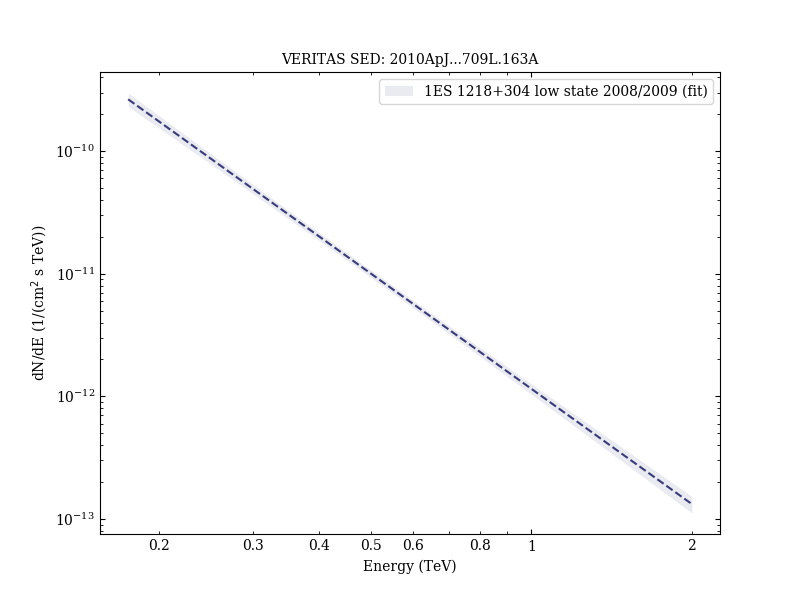 VERITAS SED: 2010ApJ...709L.163A
1ES 1218+304 low state 2008/2009 (fit)
dN/dE (1/(cm² s TeV))
10⁻¹⁰
10⁻¹¹
10⁻¹²
10⁻¹³
0.2 0.3 0.4 0.5 0.6 0.8 1 2
Energy (TeV)